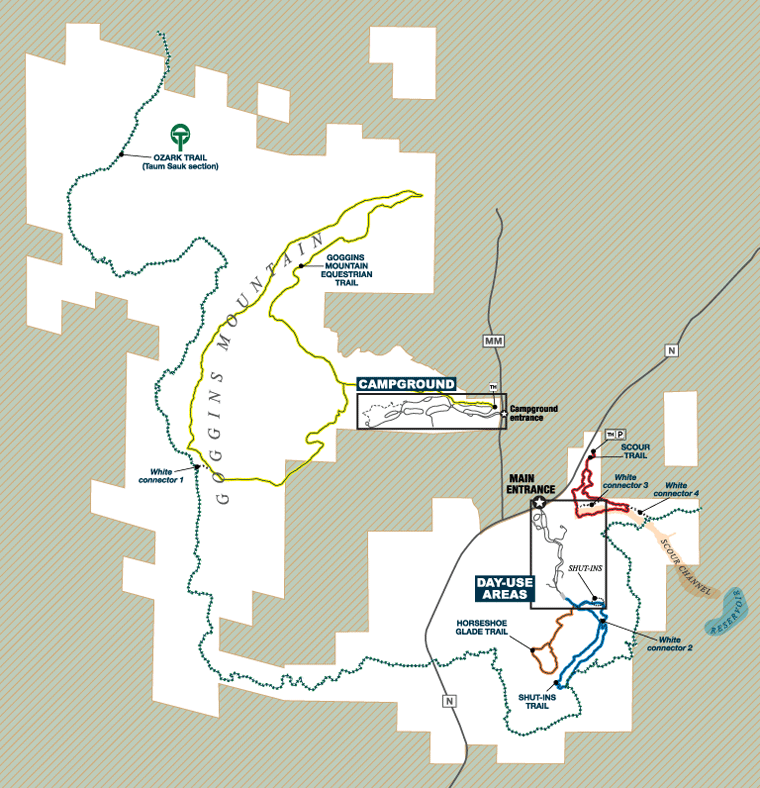 OZARK TRAIL
(Taum Sauk section)
GOGGINS MOUNTAIN
GOGGINS
MOUNTAIN
EQUESTRIAN
TRAIL
MM
N
CAMPGROUND
TH
Campground
entrance
TH P
SCOUR
TRAIL
White
connector 1
White
connector 3
White
connector 4
MAIN
ENTRANCE
SHUT-INS
SCOUR CHANNEL
DAY-USE
AREAS
RESERVOIR
HORSESHOE
GLADE TRAIL
White
connector 2
SHUT-INS
TRAIL
N